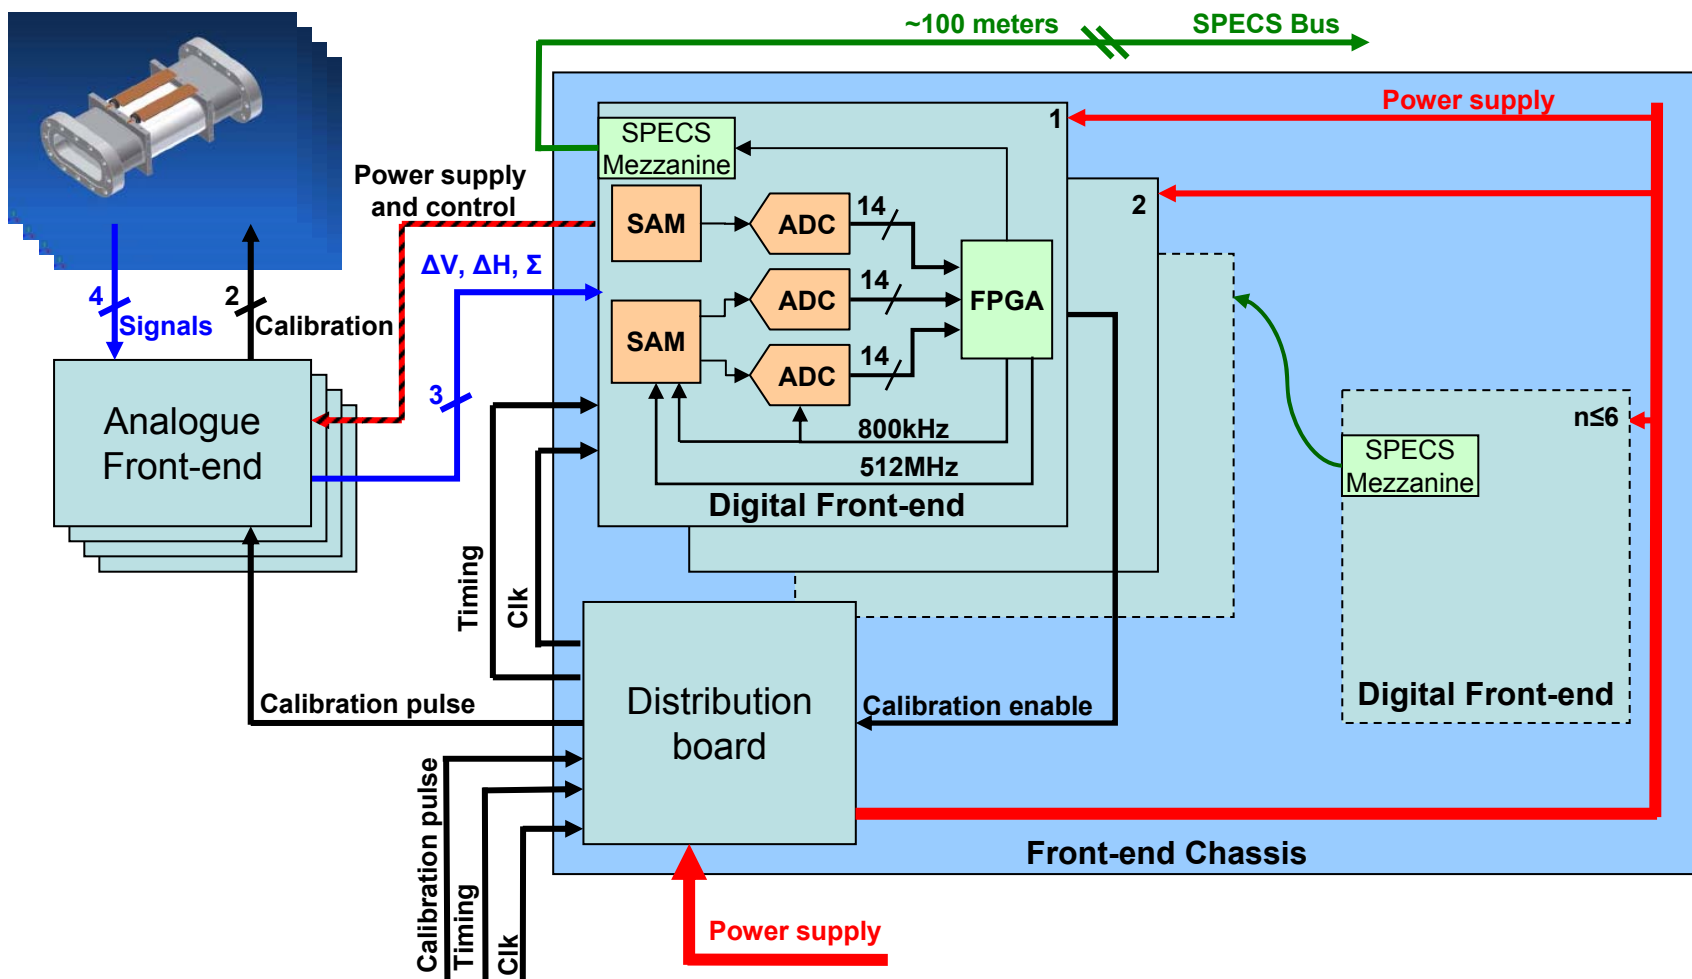 ~100 meters
SPECS Bus
Power supply
1
SPECS
Mezzanine
2
Power supply
and control
SAM
ADC
14
ΔV, ΔH, Σ
ADC
14
FPGA
SAM
ADC
14
4
Signals
2
Calibration
3
800kHz
512MHz
Digital Front-end
Analogue
Front-end
n≤6
SPECS
Mezzanine
Digital Front-end
Timing
Clk
Calibration pulse
Calibration enable
Distribution
board
Calibration pulse
Timing
Clk
Front-end Chassis
Power supply